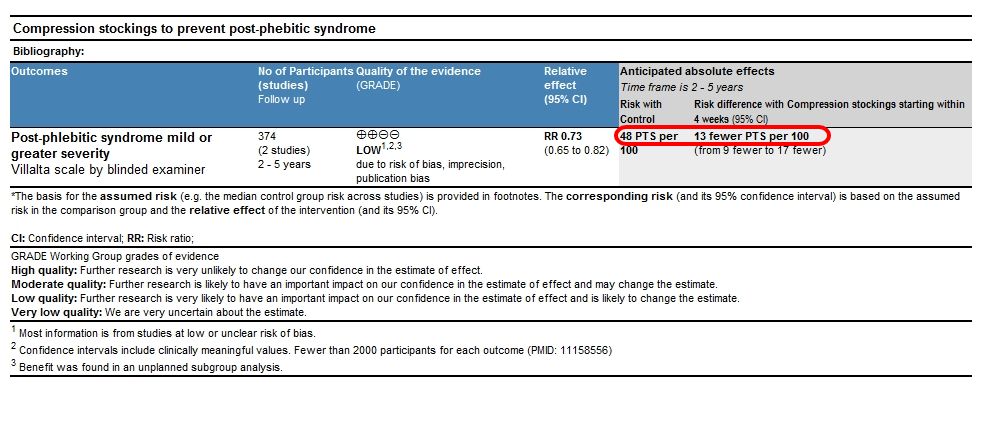 Compression stockings to prevent post-phebitic syndrome
Bibliography:
Outcomes
No of Participants
(studies)
Follow up
Quality of the evidence
(GRADE)
Relative
effect
(95% CI)
Anticipated absolute effects
Time frame is 2 - 5 years
Risk with
Control
Risk difference with Compression stockings starting within
4 weeks (95% CI)
Post-phlebitic syndrome mild or
greater severity
Villalta scale by blinded examiner
374
(2 studies)
2 - 5 years
⊕⊕⊖⊖
LOW1,2,3
due to risk of bias, imprecision,
publication bias
RR 0.73
(0.65 to 0.82)
48 PTS per
100
13 fewer PTS per 100
(from 9 fewer to 17 fewer)
*The basis for the assumed risk (e.g. the median control group risk across studies) is provided in footnotes. The corresponding risk (and its 95% confidence interval) is based on the assumed
risk in the comparison group and the relative effect of the intervention (and its 95% CI).
CI: Confidence interval; RR: Risk ratio;
GRADE Working Group grades of evidence
High quality: Further research is very unlikely to change our confidence in the estimate of effect.
Moderate quality: Further research is likely to have an important impact on our confidence in the estimate of effect and may change the estimate.
Low quality: Further research is very likely to have an important impact on our confidence in the estimate of effect and is likely to change the estimate.
Very low quality: We are very uncertain about the estimate.
1 Most information is from studies at low or unclear risk of bias.
2 Confidence intervals include clinically meaningful values. Fewer than 2000 participants for each outcome (PMID: 11158556)
3 Benefit was found in an unplanned subgroup analysis.